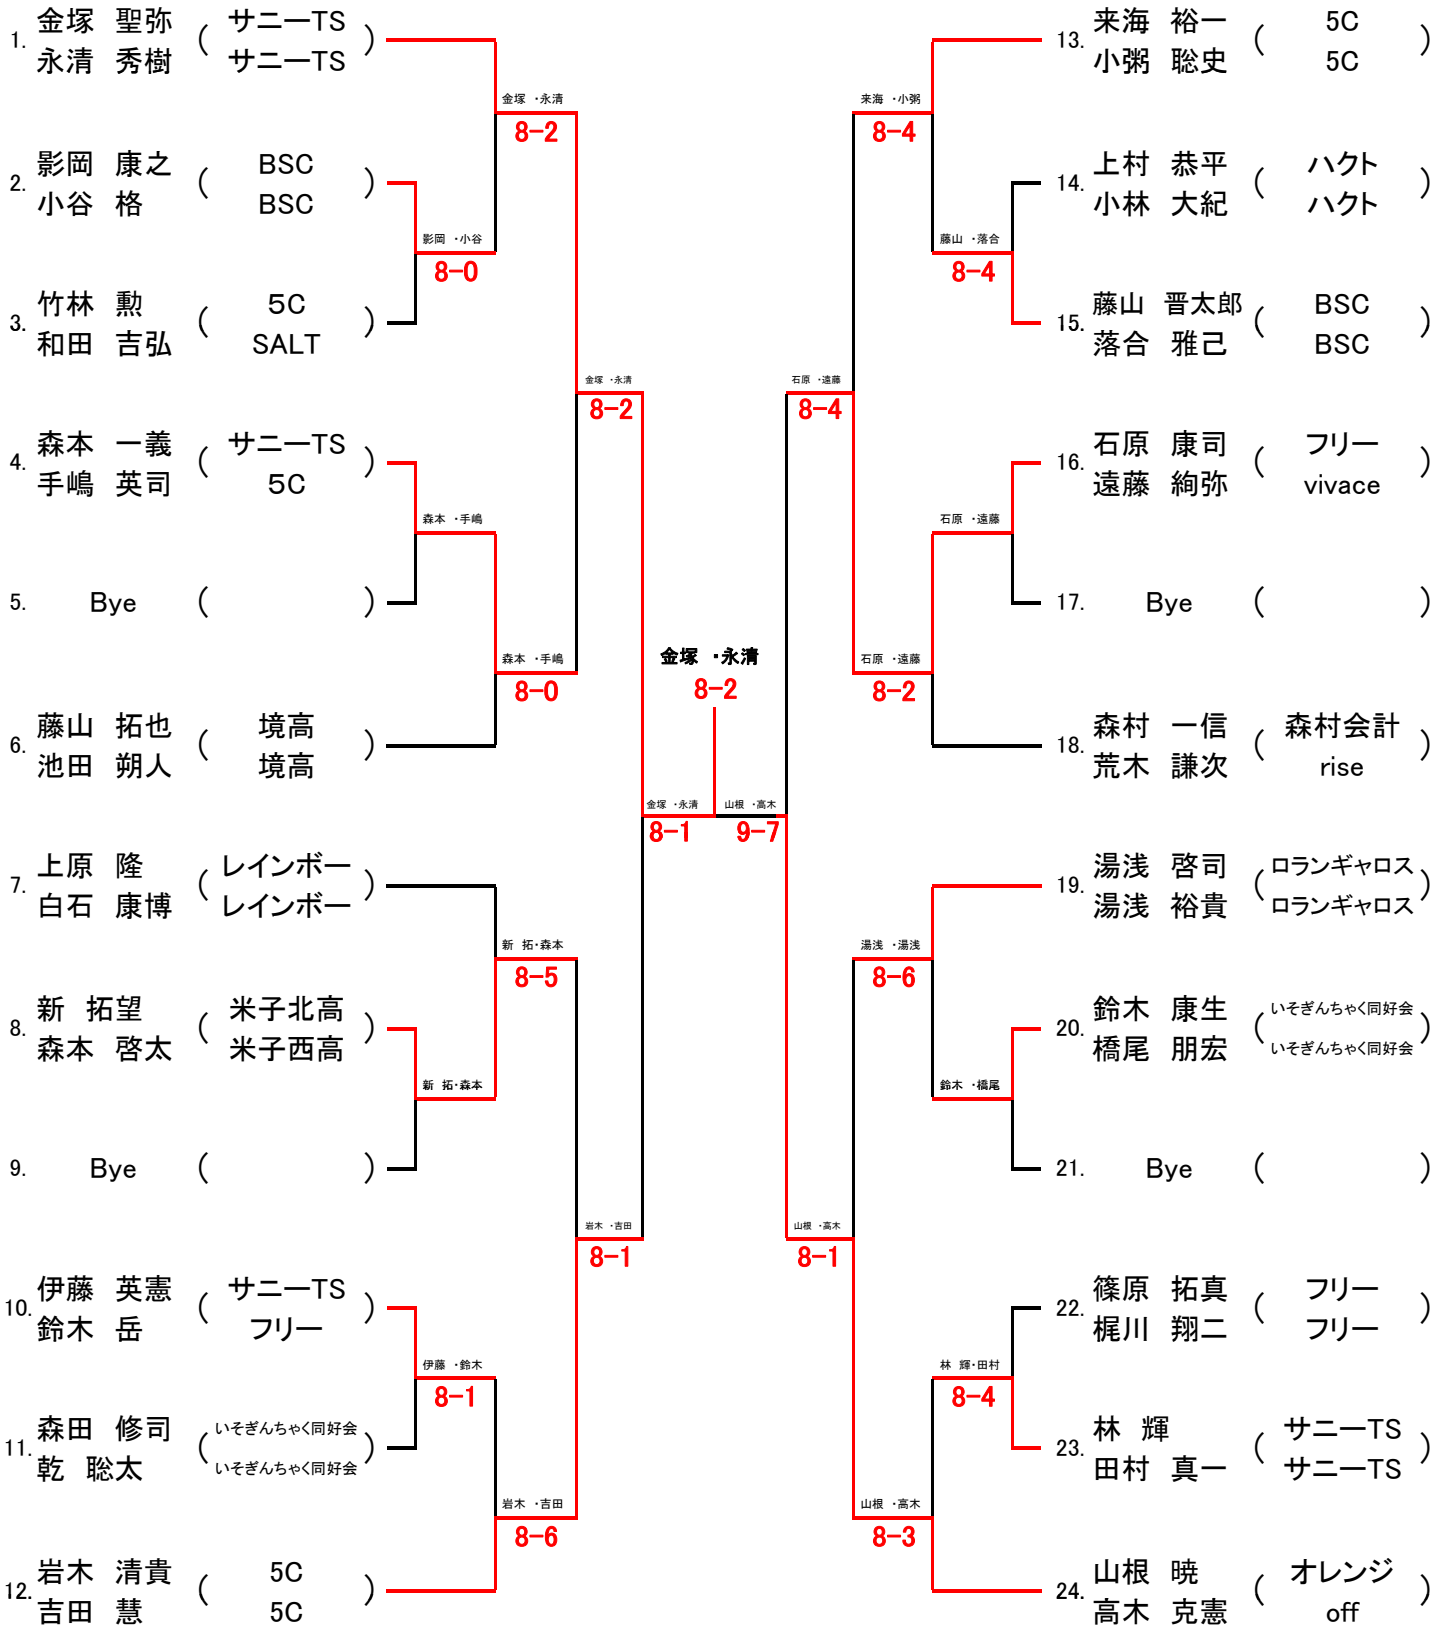 1. 金塚 聖弥 ( サニーTS )
永清 秀樹 サニーTS
金塚 ・永清
8-2
2. 影岡 康之 ( BSC )
小谷 格 BSC
影岡 ・小谷
8-0
3. 竹林 勲 ( 5C )
和田 吉弘 SALT
金塚 ・永清
8-2
4. 森本 一義 ( サニーTS )
手嶋 英司 5C
森本 ・手嶋
5. Bye ( )
森本 ・手嶋
8-0
6. 藤山 拓也 ( 境高 )
池田 朔人 境高
金塚 ・永清
8-1
7. 上原 隆 ( レインボー )
白石 康博 レインボー
新 拓・森本
8-5
8. 新 拓望 ( 米子北高 )
森本 啓太 米子西高
新 拓・森本
9. Bye ( )
岩木 ・吉田
8-1
10. 伊藤 英憲 ( サニーTS )
鈴木 岳 フリー
伊藤 ・鈴木
8-1
11. 森田 修司 ( いそぎんちゃく同好会 )
乾 聡太 いそぎんちゃく同好会
岩木 ・吉田
8-6
12. 岩木 清貴 ( 5C )
吉田 慧 5C
金塚 ・永清
8-2
13. 来海 裕一 ( 5C )
小粥 聡史 5C
来海 ・小粥
8-4
14. 上村 恭平 ( ハクト )
小林 大紀 ハクト
藤山 ・落合
8-4
15. 藤山 晋太郎 ( BSC )
落合 雅己 BSC
石原 ・遠藤
8-4
16. 石原 康司 ( フリー )
遠藤 絢弥 vivace
石原 ・遠藤
17. Bye ( )
石原 ・遠藤
8-2
18. 森村 一信 ( 森村会計 )
荒木 謙次 rise
山根 ・高木
9-7
19. 湯浅 啓司 ( ロランギャロス )
湯浅 裕貴 ロランギャロス
湯浅 ・湯浅
8-6
20. 鈴木 康生 ( いそぎんちゃく同好会 )
橋尾 朋宏 いそぎんちゃく同好会
鈴木 ・橋尾
21. Bye ( )
山根 ・高木
8-1
22. 篠原 拓真 ( フリー )
梶川 翔二 フリー
林 輝・田村
8-4
23. 林 輝 ( サニーTS )
田村 真一 サニーTS
山根 ・高木
8-3
24. 山根 暁 ( オレンジ )
高木 克憲 off